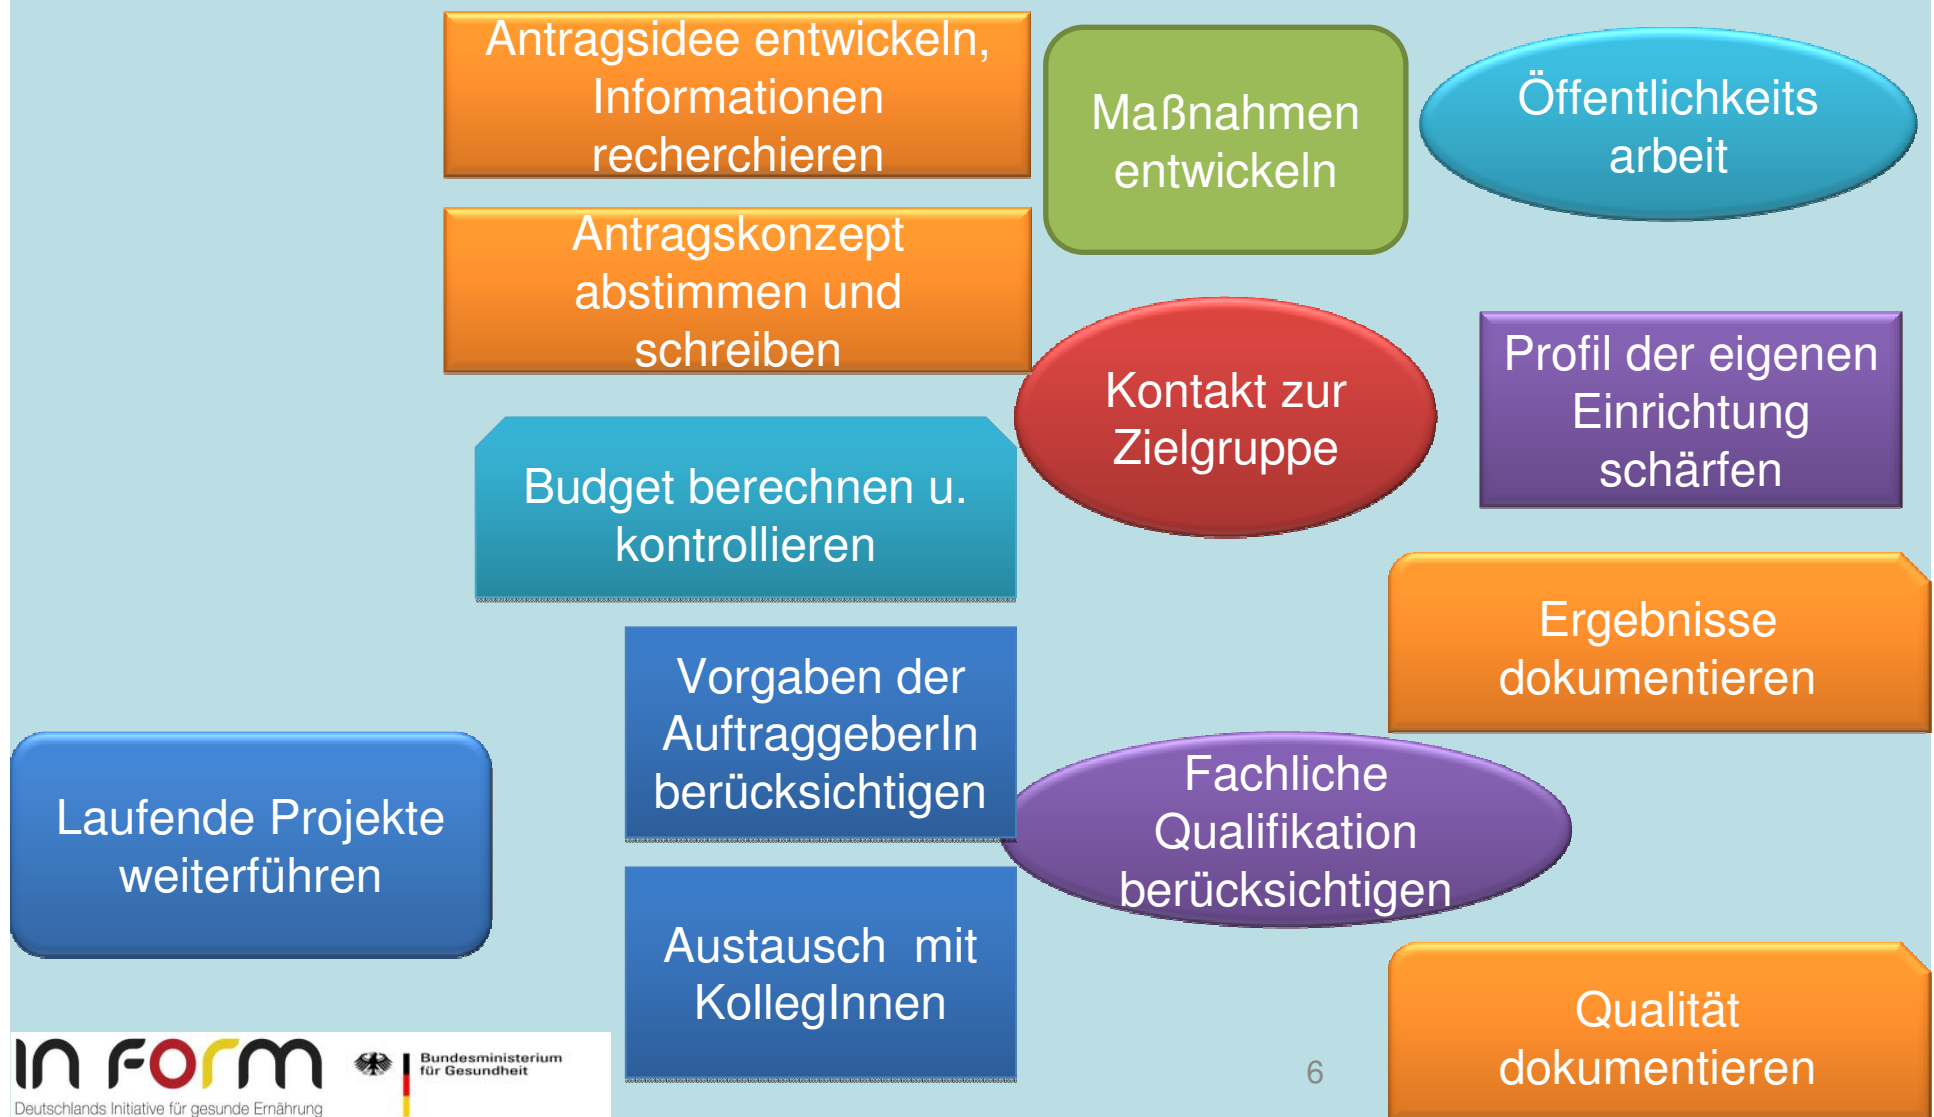 Antragsidee entwickeln,
Informationen
recherchieren
Maßnahmen
entwickeln
Öffentlichkeits
arbeit
Antragskonzept
abstimmen und
schreiben
Kontakt zur
Zielgruppe
Profil der eigenen
Einrichtung
schärfen
Budget berechnen u.
kontrollieren
Ergebnisse
dokumentieren
Vorgaben der
AuftraggeberIn
berücksichtigen
Laufende Projekte
weiterführen
Fachliche
Qualifikation
berücksichtigen
Austausch  mit
KollegInnen
Qualität
dokumentieren
IN FORM
Deutschlands Initiative für gesunde Ernährung
Bundesministerium
für Gesundheit
6